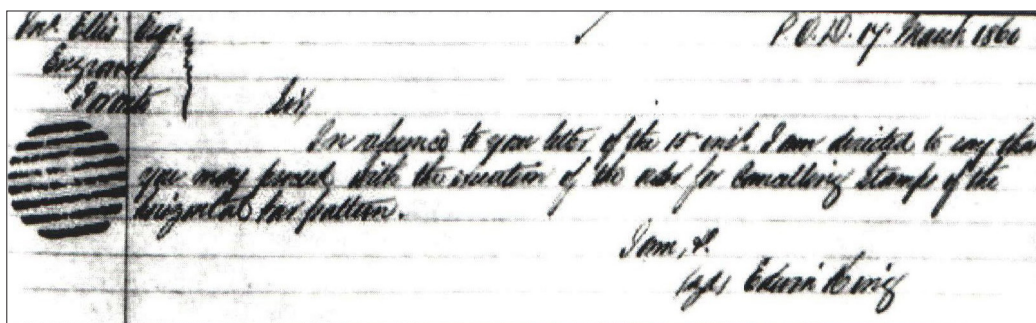 Jno. Ellis Esqr.
P.O.D. 17 March 1860
Engraver
Toronto
Sir,
In reference to your letter of the 15 inst. I am directed to say that
you may proceed with the execution of the order for Cancelling Stamps of the
horizontal bar pattern.
I am, &.
(sgd) Edwin King